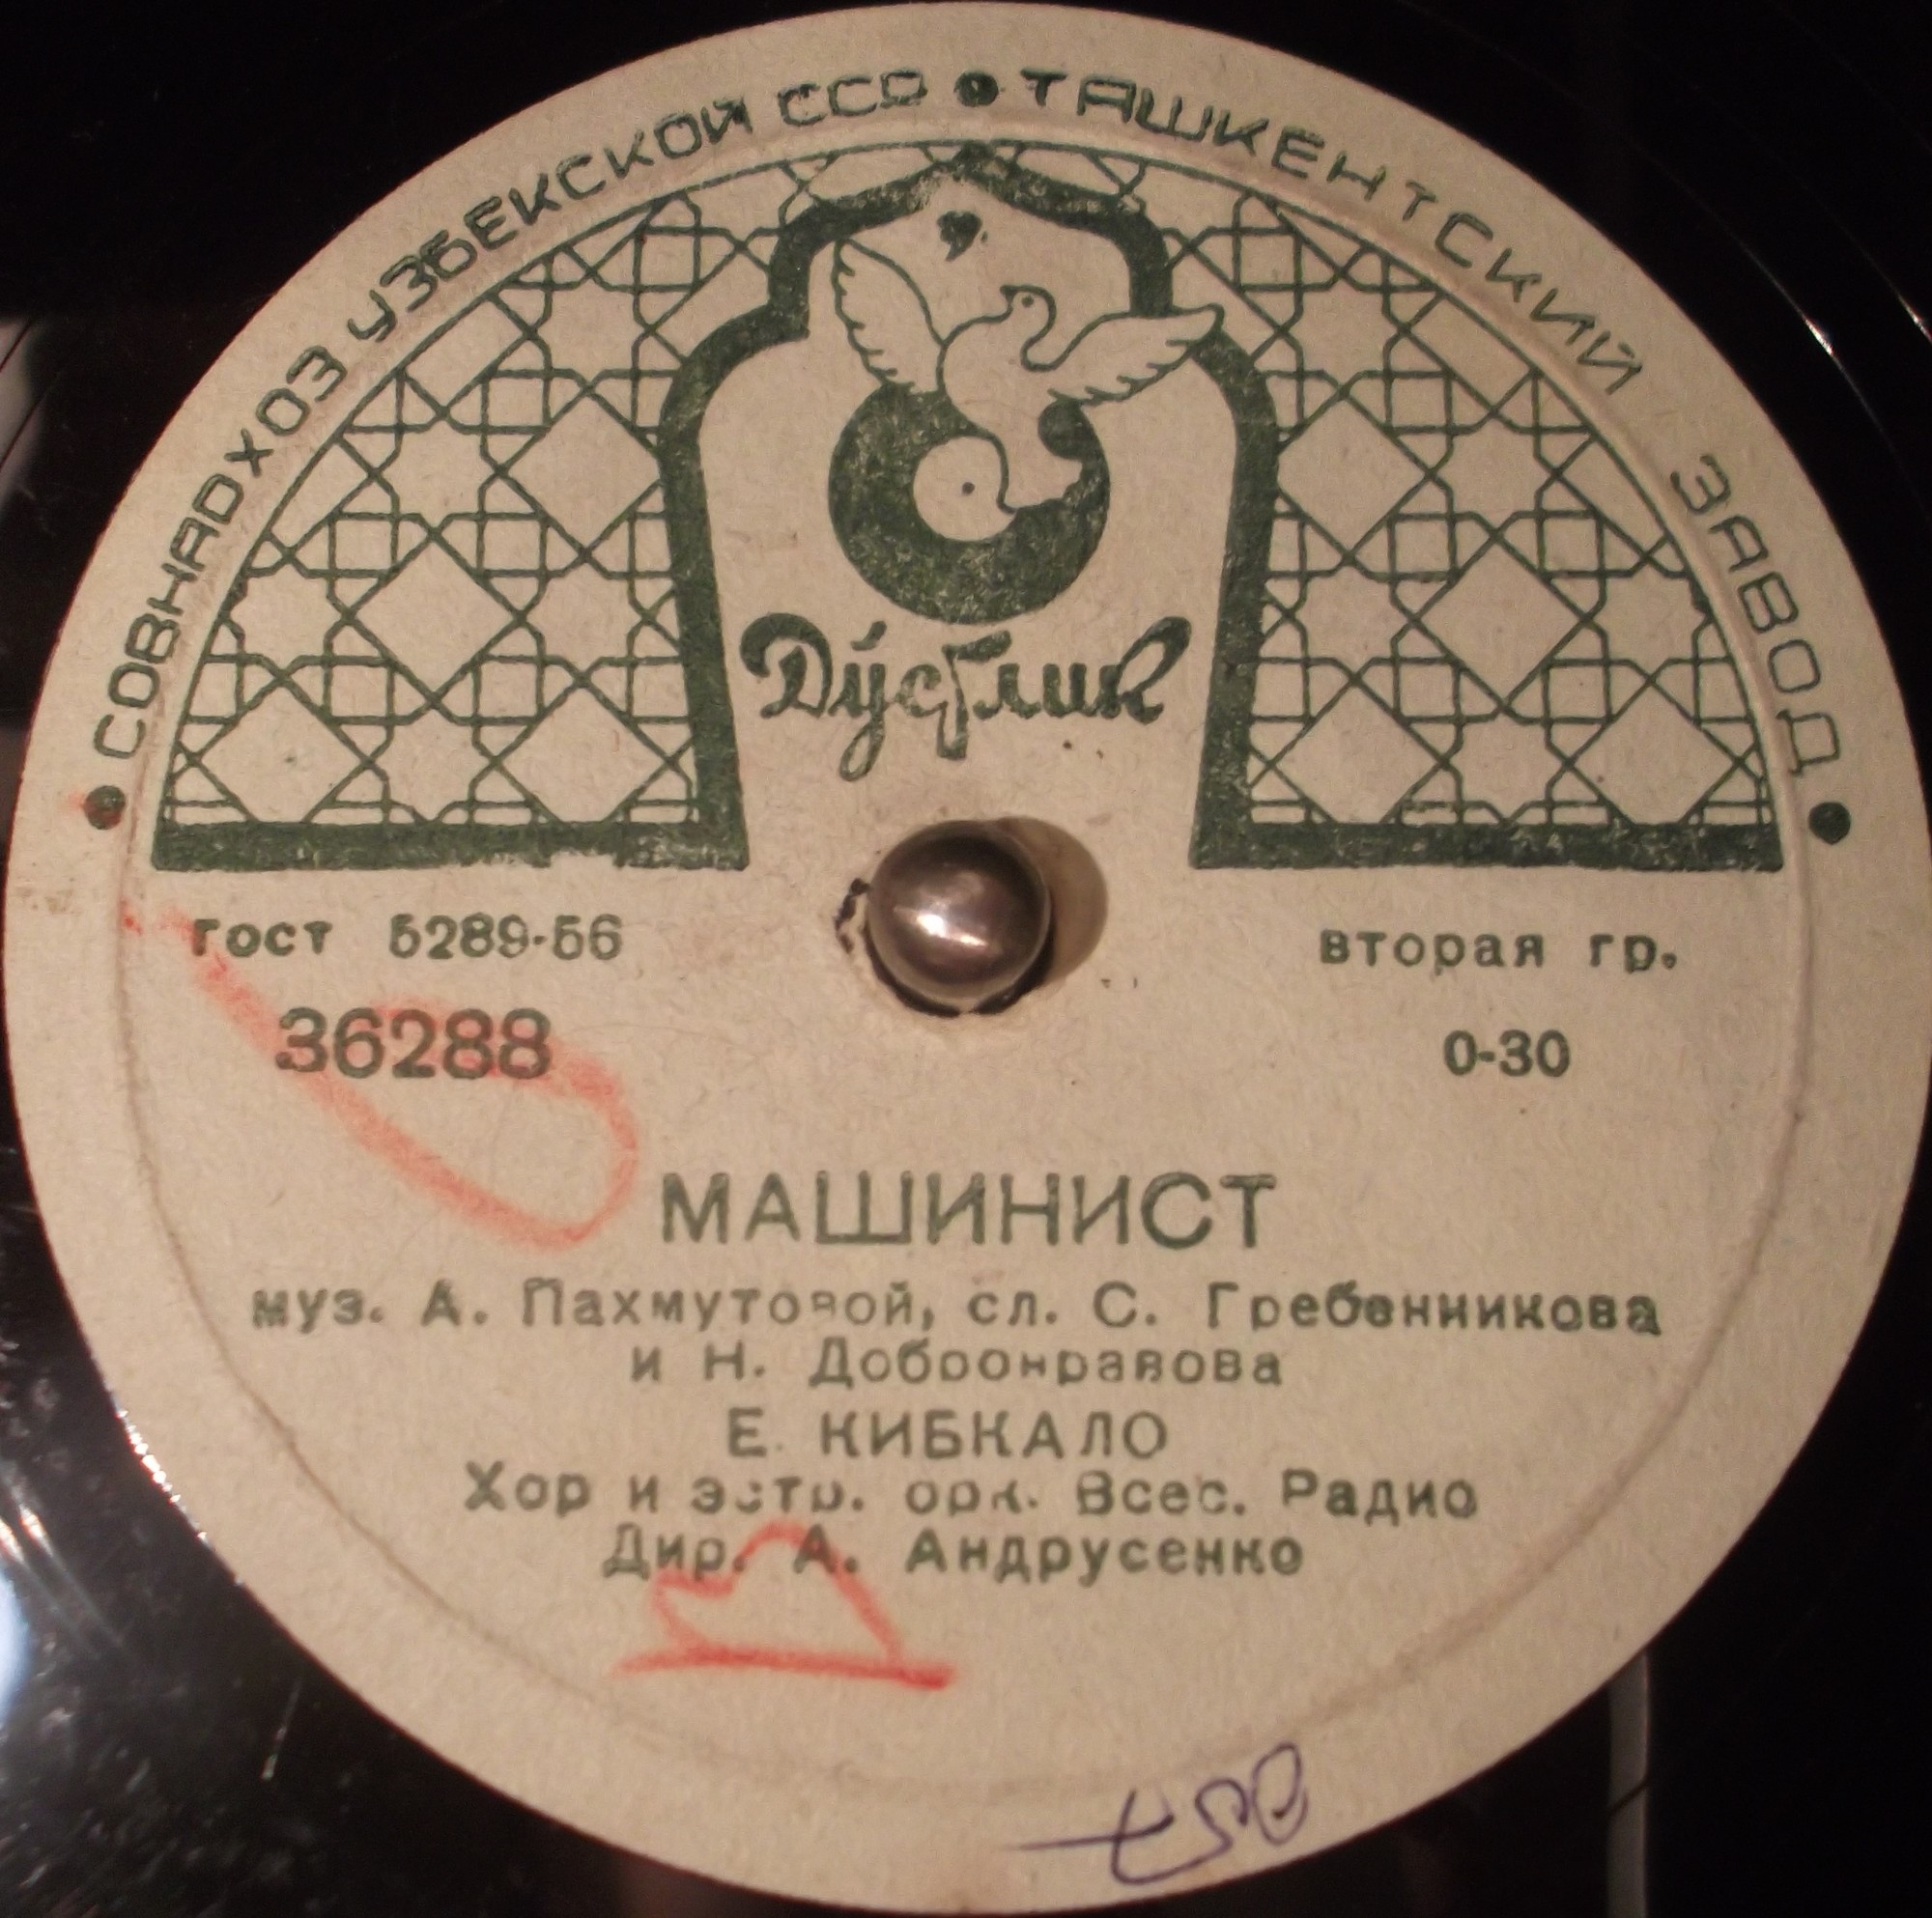 • СОВНАРХОЗ УЗБЕКСКОЙ ССР • ТАШКЕНТСКИЙ ЗАВОД •
Дўстлик
гост 5289-56
вторая гр.
36288
0-30
МАШИНИСТ
муз. А. Пахмутовой, сл. С. Гребенникова
и Н. Добронравова
Е. КИБКАЛО
Хор и эстр. орк. Всес. Радио
Дир. А. Андрусенко